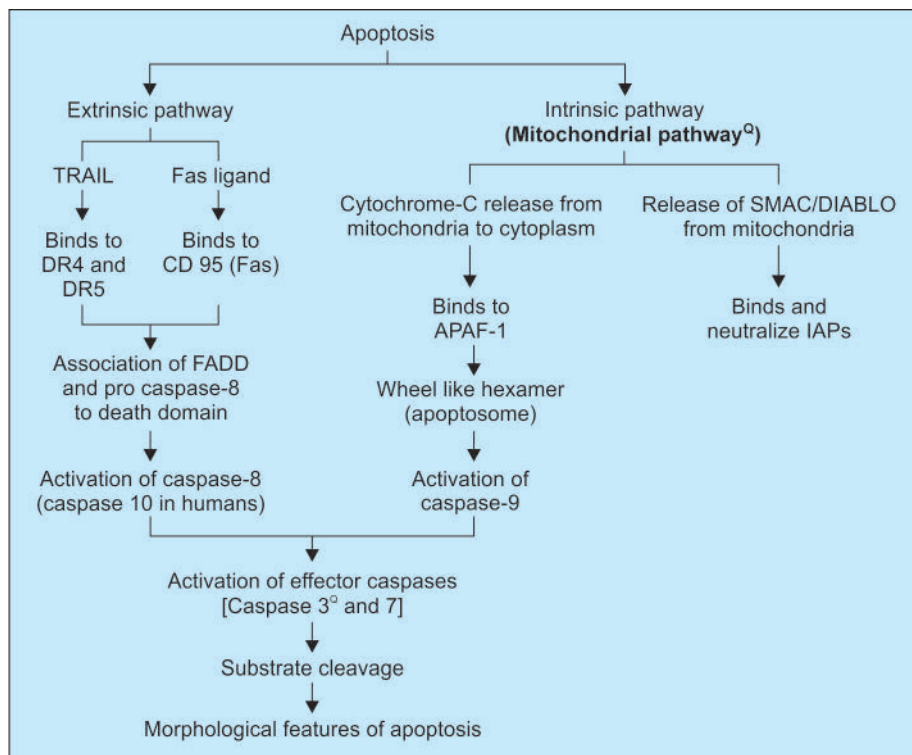 Apoptosis
Extrinsic pathway
TRAIL
Binds to
DR4 and
DR5
Fas ligand
Binds to
CD 95 (Fas)
Association of FADD
and pro caspase-8
to death domain
Activation of caspase-8
(caspase 10 in humans)
Intrinsic pathway
(Mitochondrial pathwayQ)
Cytochrome-C release from
mitochondria to cytoplasm
Binds to
APAF-1
Wheel like hexamer
(apoptosome)
Activation of
caspase-9
Release of SMAC/DIABLO
from mitochondria
Binds and
neutralize IAPs
Activation of effector caspases
[Caspase 3Q and 7]
Substrate cleavage
Morphological features of apoptosis